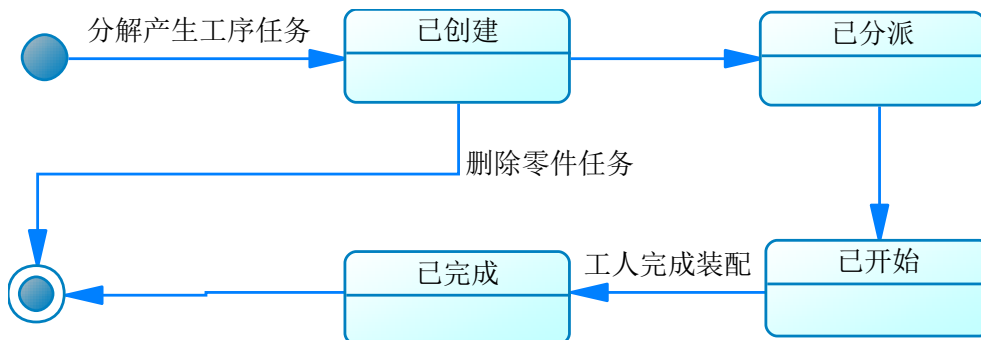 分解产生工序任务
已创建
已分派
删除零件任务
已完成
工人完成装配
已开始